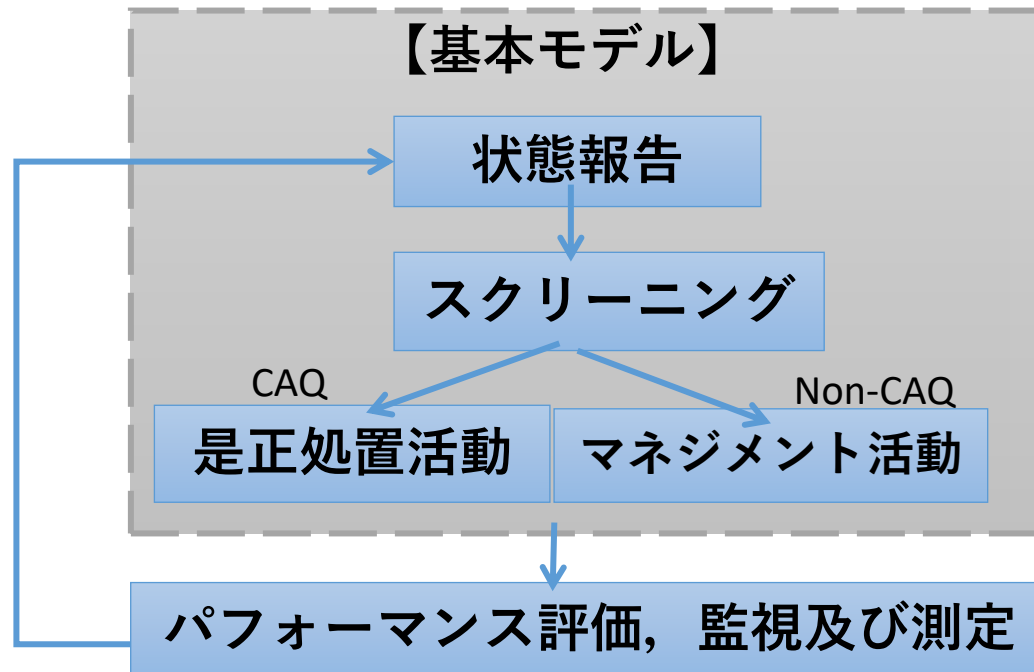 【基本モデル】
状態報告
スクリーニング
CAQ
Non-CAQ
是正処置活動
マネジメント活動
パフォーマンス評価，監視及び測定